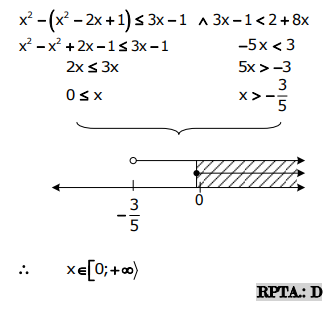 x² – (x² – 2x + 1) ≤ 3x – 1 ∧ 3x – 1 < 2 + 8x
x² – x² + 2x – 1 ≤ 3x – 1 –5x < 3
2x ≤ 3x 5x > –3
0 ≤ x x > –3/5
–3/5 0
∴ x ∈ [0; +∞⟩
RPTA.: D